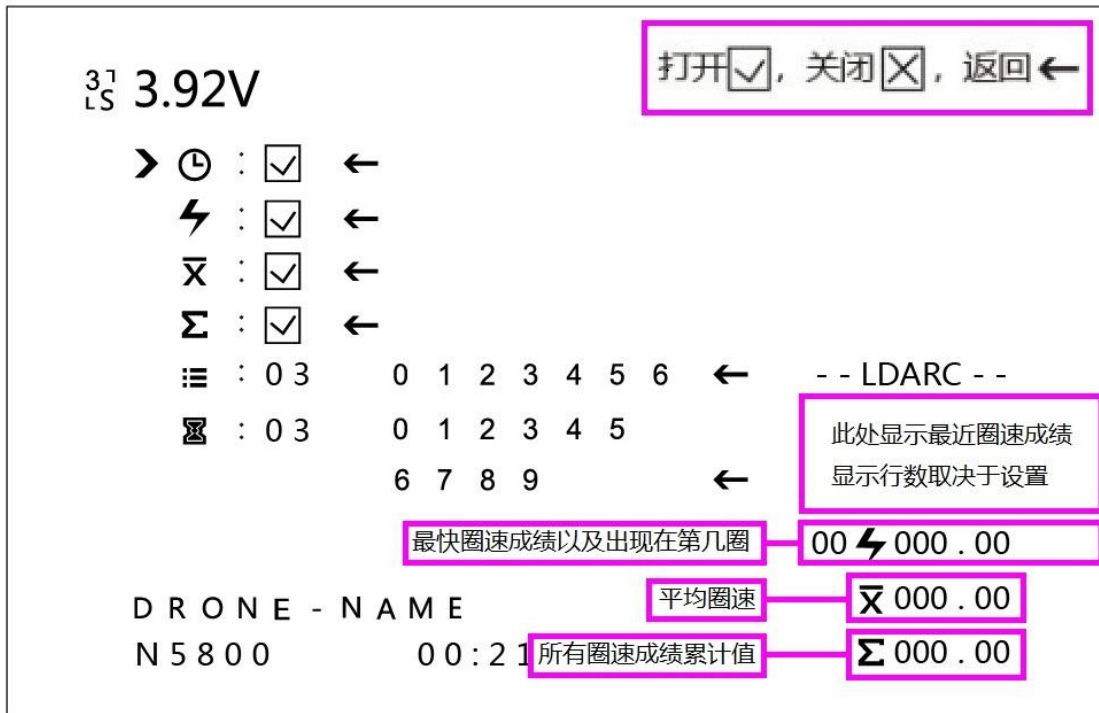 打开☑, 关闭☒, 返回←
3S 3.92V
: ☑ ←
: ☑ ←
x̅ : ☑ ←
Σ : ☑ ←
: 03 0 1 2 3 4 5 6 ← -- LDARC --
: 03 0 1 2 3 4 5
6 7 8 9 ←
此处显示最近圈速成绩
显示行数取决于设置
最快圈速成绩以及出现在第几圈 00 000.00
平均圈速 x̅ 000.00
DRONE-NAME
N5800 00:21 所有圈速成绩累计值 Σ 000.00